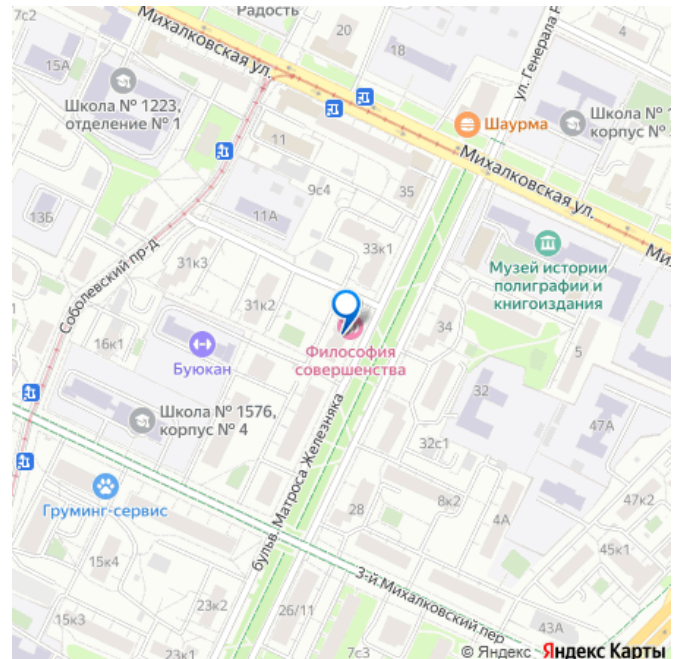 7с2
Радость
20
15А
Михалковская ул.
18
ул. Генерала
4
Школа № 1223,
отделение № 1
Шаурма
Школа № 1
корпус №
11
9с4
35
Михалковская ул.
13Б
11А
33к1
Музей истории
полиграфии и
книгоиздания
Соболевский пр-д
31к3
31к2
34
16к1
Буюкан
Философия
совершенства
5
32
47А
Школа № 1576,
корпус № 4
бульв. Матроса Железняка
32с1
Груминг-сервис
28
8к2
4А
47к2
45к1
15к4
3-й Михалковский пер.
15к3
23к2
26/11
7с3
43А
© Яндекс Яндекс Карты